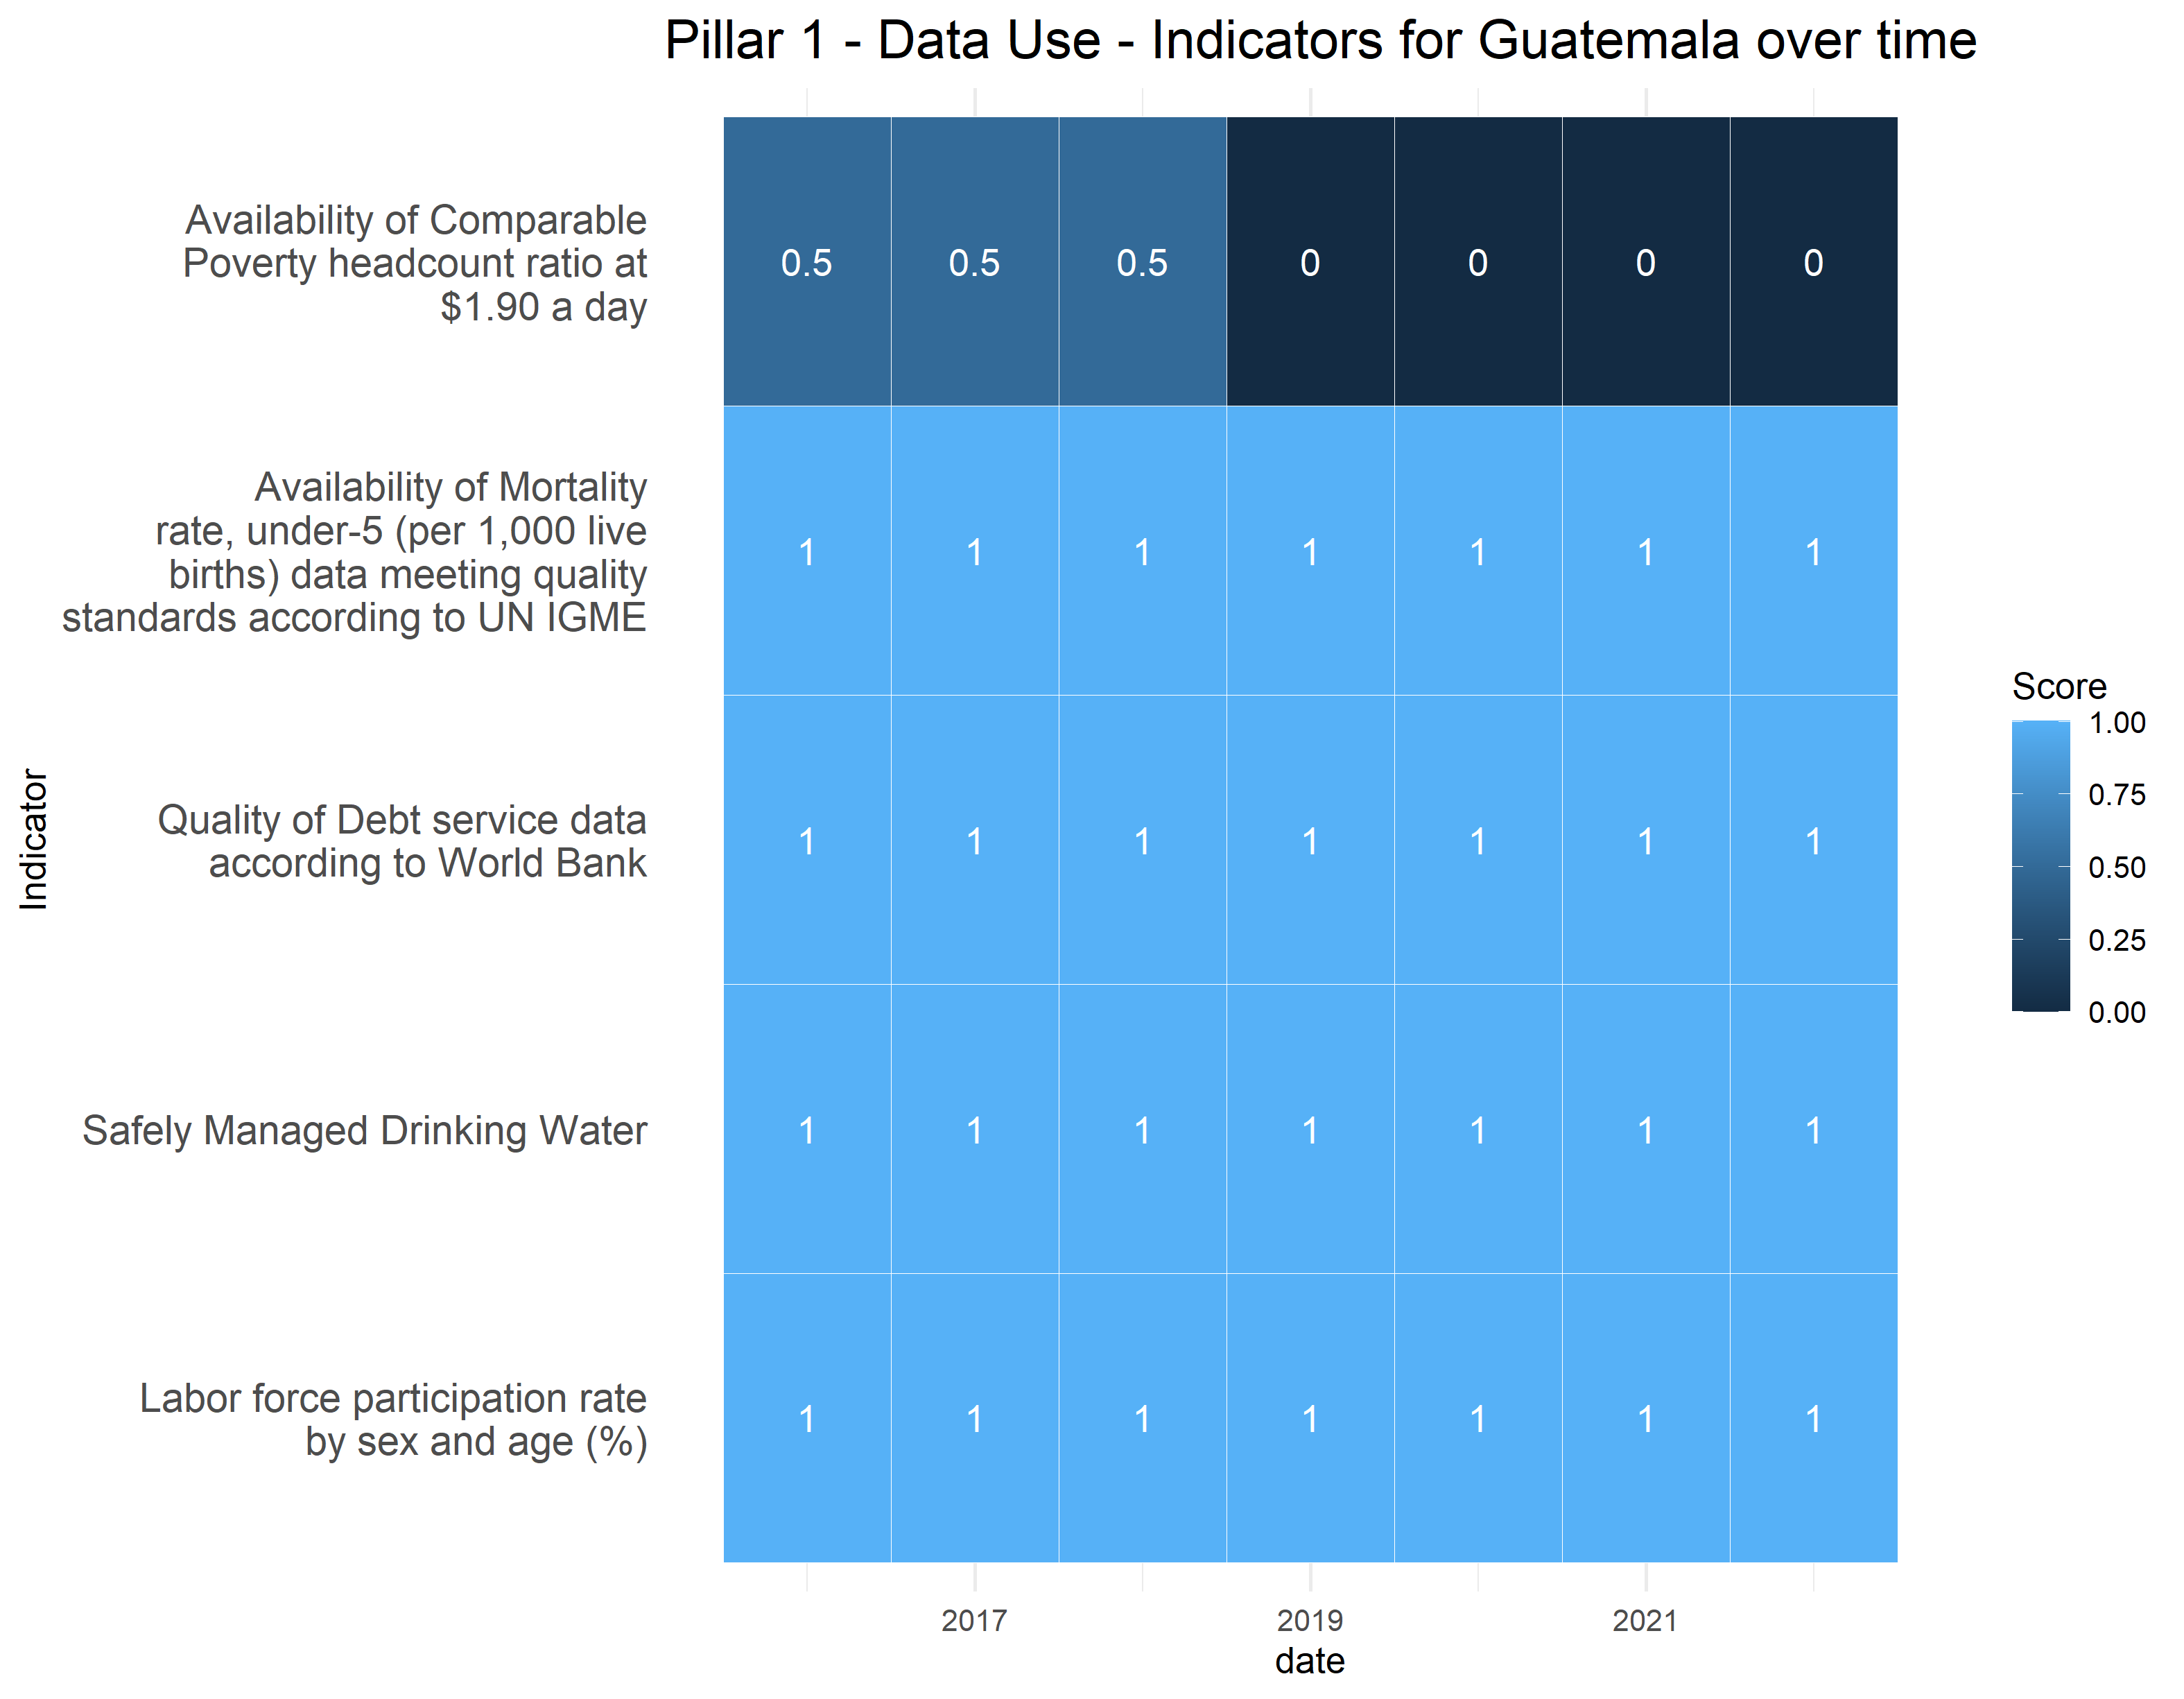 Pillar 1 - Data Use - Indicators for Guatemala over time
Indicator
Availability of Comparable
Poverty headcount ratio at
$1.90 a day
0.5 0.5 0.5 0 0 0 0
Availability of Mortality
rate, under-5 (per 1,000 live
births) data meeting quality
standards according to UN IGME
1 1 1 1 1 1 1
Quality of Debt service data
according to World Bank
1 1 1 1 1 1 1
Safely Managed Drinking Water
1 1 1 1 1 1 1
Labor force participation rate
by sex and age (%)
1 1 1 1 1 1 1
2017 2019 2021
date
Score
1.00
0.75
0.50
0.25
0.00